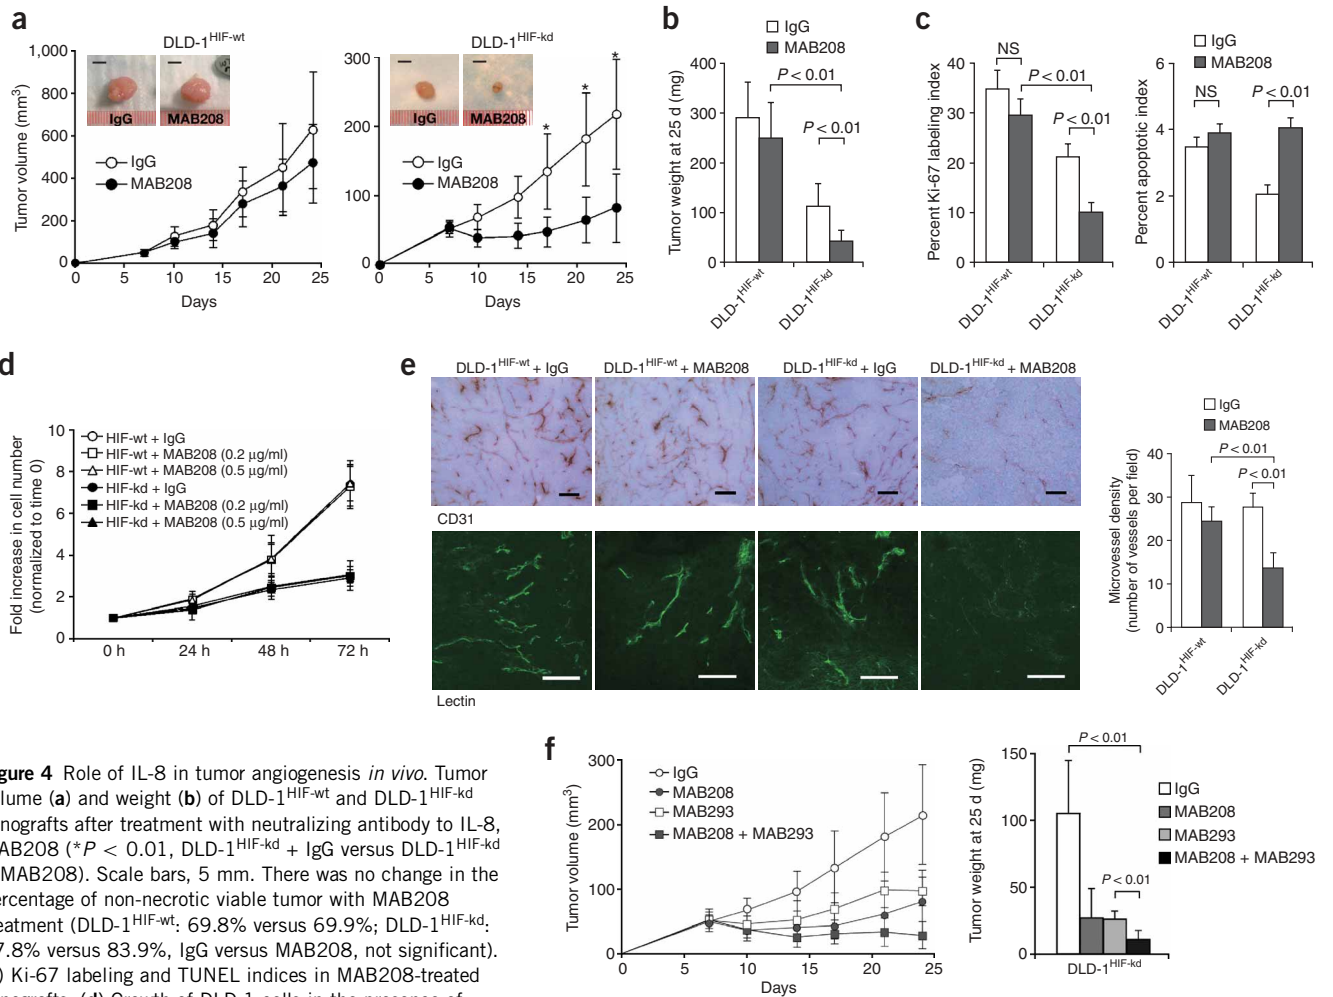 a
DLD-1HIF-wt
1,000
800
600
400
200
0
Tumor volume (mm3)
IgG
MAB208
IgG
MAB208
0 5 10 15 20 25
Days
DLD-1HIF-kd
300
200
100
0
IgG
MAB208
IgG
MAB208
* * *
0 5 10 15 20 25
Days
b
IgG
MAB208
Tumor weight at 25 d (mg)
400
300
200
100
0
P < 0.01
P < 0.01
DLD-1HIF-wt
DLD-1HIF-kd
c
IgG
MAB208
Percent Ki-67 labeling index
40
30
20
10
0
NS
P < 0.01
P < 0.01
DLD-1HIF-wt
DLD-1HIF-kd
IgG
MAB208
Percent apoptotic index
6
4
2
0
NS
P < 0.01
DLD-1HIF-wt
DLD-1HIF-kd
d
Fold increase in cell number
(normalized to time 0)
10
8
6
4
2
0
HIF-wt + IgG
HIF-wt + MAB208 (0.2 µg/ml)
HIF-wt + MAB208 (0.5 µg/ml)
HIF-kd + IgG
HIF-kd + MAB208 (0.2 µg/ml)
HIF-kd + MAB208 (0.5 µg/ml)
0 h 24 h 48 h 72 h
e
DLD-1HIF-wt + IgG
DLD-1HIF-wt + MAB208
DLD-1HIF-kd + IgG
DLD-1HIF-kd + MAB208
CD31
Lectin
IgG
MAB208
Microvessel density
(number of vessels per field)
40
30
20
10
0
P < 0.01
P < 0.01
DLD-1HIF-wt
DLD-1HIF-kd
gure 4 Role of IL-8 in tumor angiogenesis in vivo. Tumor
lume (a) and weight (b) of DLD-1HIF-wt and DLD-1HIF-kd
nografts after treatment with neutralizing antibody to IL-8,
AB208 (*P < 0.01, DLD-1HIF-kd + IgG versus DLD-1HIF-kd
MAB208). Scale bars, 5 mm. There was no change in the
ercentage of non-necrotic viable tumor with MAB208
eatment (DLD-1HIF-wt: 69.8% versus 69.9%; DLD-1HIF-kd:
7.8% versus 83.9%, IgG versus MAB208, not significant).
) Ki-67 labeling and TUNEL indices in MAB208-treated
nografts. (d) Growth of DLD-1 cells in the presence of
f
Tumor volume (mm3)
300
200
100
0
IgG
MAB208
MAB293
MAB208 + MAB293
0 5 10 15 20 25
Days
Tumor weight at 25 d (mg)
150
100
50
0
P < 0.01
P < 0.01
IgG
MAB208
MAB293
MAB208 + MAB293
DLD-1HIF-kd